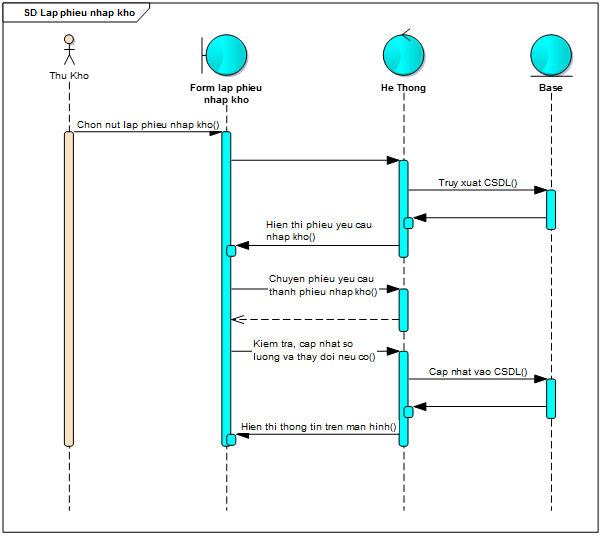 SD Lap phieu nhap kho
Thu Kho
Form lap phieu
nhap kho
He Thong
Base
Chon nut lap phieu nhap kho()
Truy xuat CSDL()
Hien thi phieu yeu cau
nhap kho()
Chuyen phieu yeu cau
thanh phieu nhap kho()
Kiem tra, cap nhat so
luong va thay doi neu co()
Cap nhat vao CSDL()
Hien thi thong tin tren man hinh()